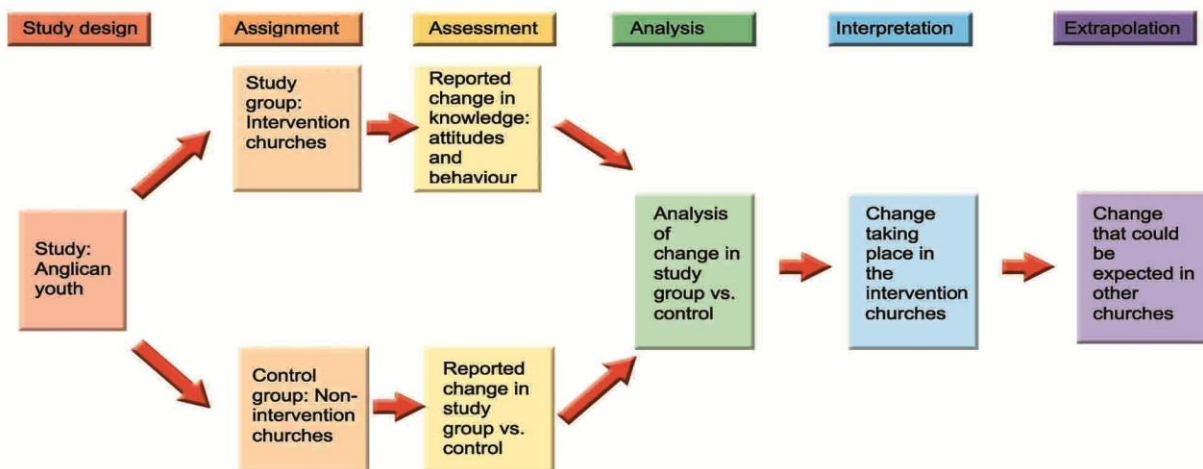 Study design
Assignment
Assessment
Analysis
Interpretation
Extrapolation
Study
group:
Intervention
churches
Reported
change in
knowledge:
attitudes
and
behaviour
Study:
Anglican
youth
Analysis
of
change in
study
group vs.
control
Change
taking
place in
the
intervention
churches
Change
that could
be
expected in
other
churches
Control
group: Non-
intervention
churches
Reported
change in
study
group vs.
control